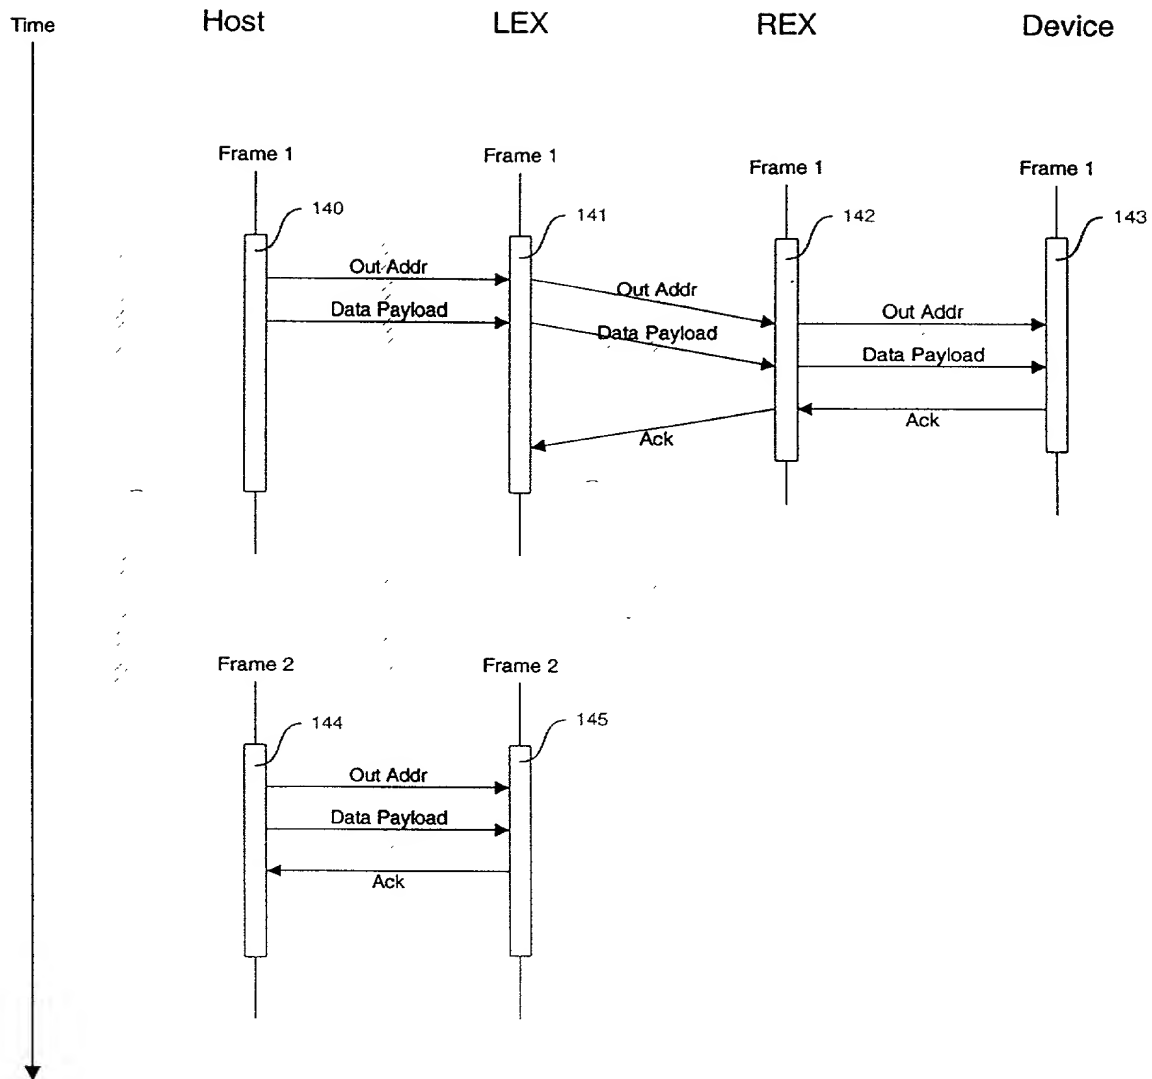 Time Host LEX REX Device
Frame 1 Frame 1 Frame 1 Frame 1
140 141 142 143
Out Addr Out Addr Out Addr
Data Payload Data Payload Data Payload
Ack Ack
Frame 2 Frame 2
144 145
Out Addr
Data Payload
Ack